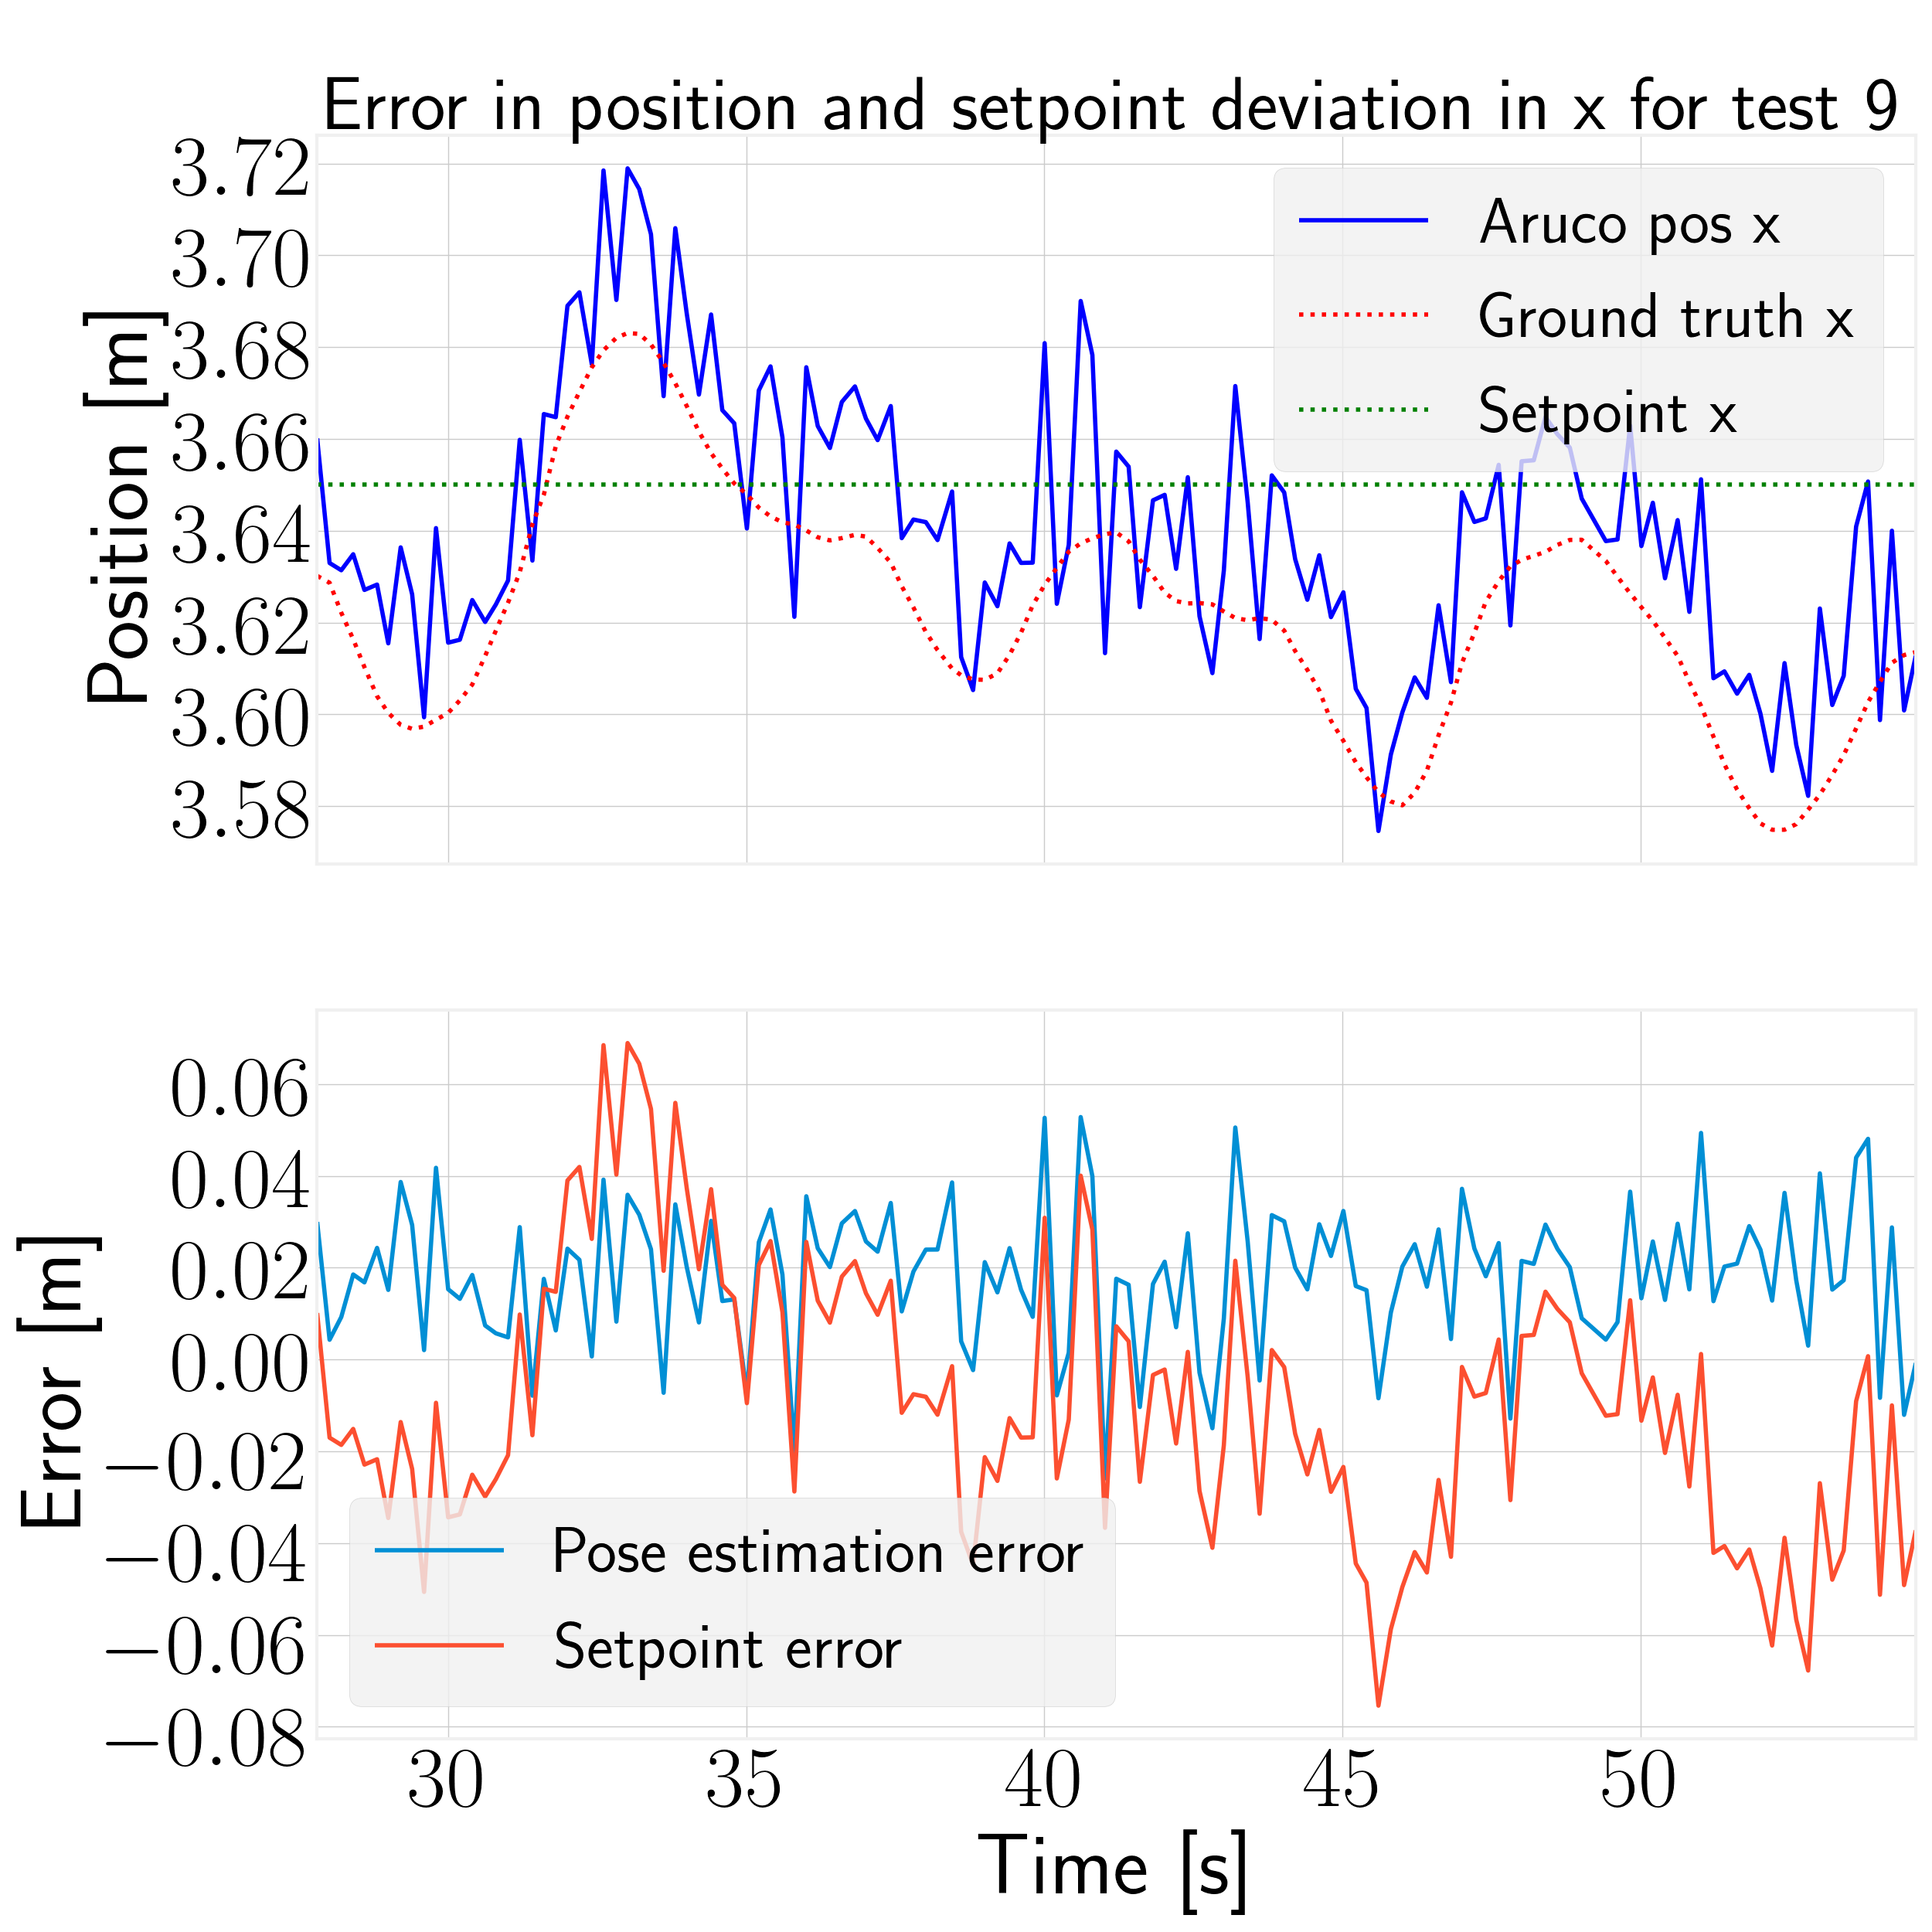 Error in position and setpoint deviation in x for test 9
Position [m]
3.72
3.70
3.68
3.66
3.64
3.62
3.60
3.58
Aruco pos x
Ground truth x
Setpoint x
Error [m]
0.06
0.04
0.02
0.00
−0.02
−0.04
−0.06
−0.08
Pose estimation error
Setpoint error
30 35 40 45 50
Time [s]